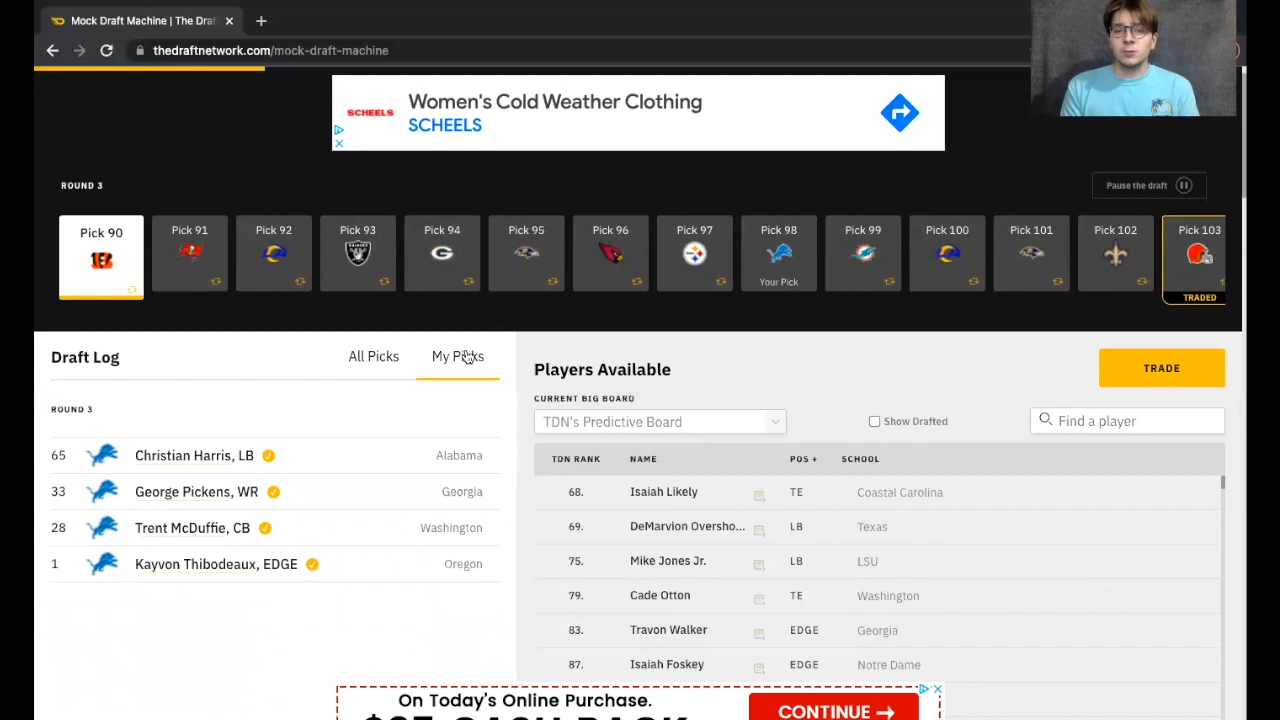 Mock Draft Machine | The Draf
thedraftnetwork.com/mock-draft-machine
SCHEELS
Women's Cold Weather Clothing
SCHEELS
ROUND 3
Pause the draft
Pick 90
Pick 91
Pick 92
Pick 93
Pick 94
Pick 95
Pick 96
Pick 97
Pick 98
Your Pick
Pick 99
Pick 100
Pick 101
Pick 102
Pick 103
TRADED
Draft Log
All Picks
My Picks
ROUND 3
65 Christian Harris, LB Alabama
33 George Pickens, WR Georgia
28 Trent McDuffie, CB Washington
1 Kayvon Thibodeaux, EDGE Oregon
Players Available
TRADE
CURRENT BIG BOARD
TDN's Predictive Board
Show Drafted
Find a player
TDN RANK NAME POS + SCHOOL
68. Isaiah Likely TE Coastal Carolina
69. DeMarvion Oversho... LB Texas
75. Mike Jones Jr. LB LSU
79. Cade Otton TE Washington
83. Travon Walker EDGE Georgia
87. Isaiah Foskey EDGE Notre Dame
On Today's Online Purchase.
CASH BACK
CONTINUE →